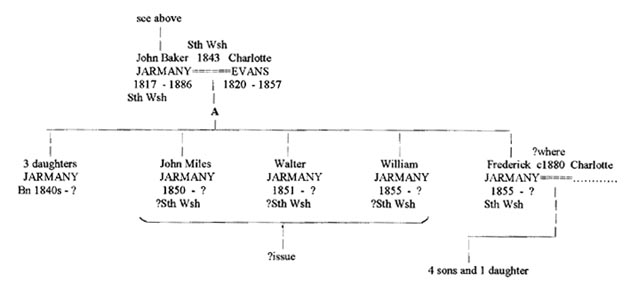 see above
Sth Wsh
John Baker 1843 Charlotte
JARMANY EVANS
1817 - 1886 1820 - 1857
Sth Wsh
A
?where
3 daughters John Miles Walter William Frederick c1880 Charlotte
JARMANY JARMANY JARMANY JARMANY JARMANY ............
Bn 1840s - ? 1850 - ? 1851 - ? 1855 - ? 1855 - ?
?Sth Wsh ?Sth Wsh ?Sth Wsh Sth Wsh
?issue
4 sons and 1 daughter